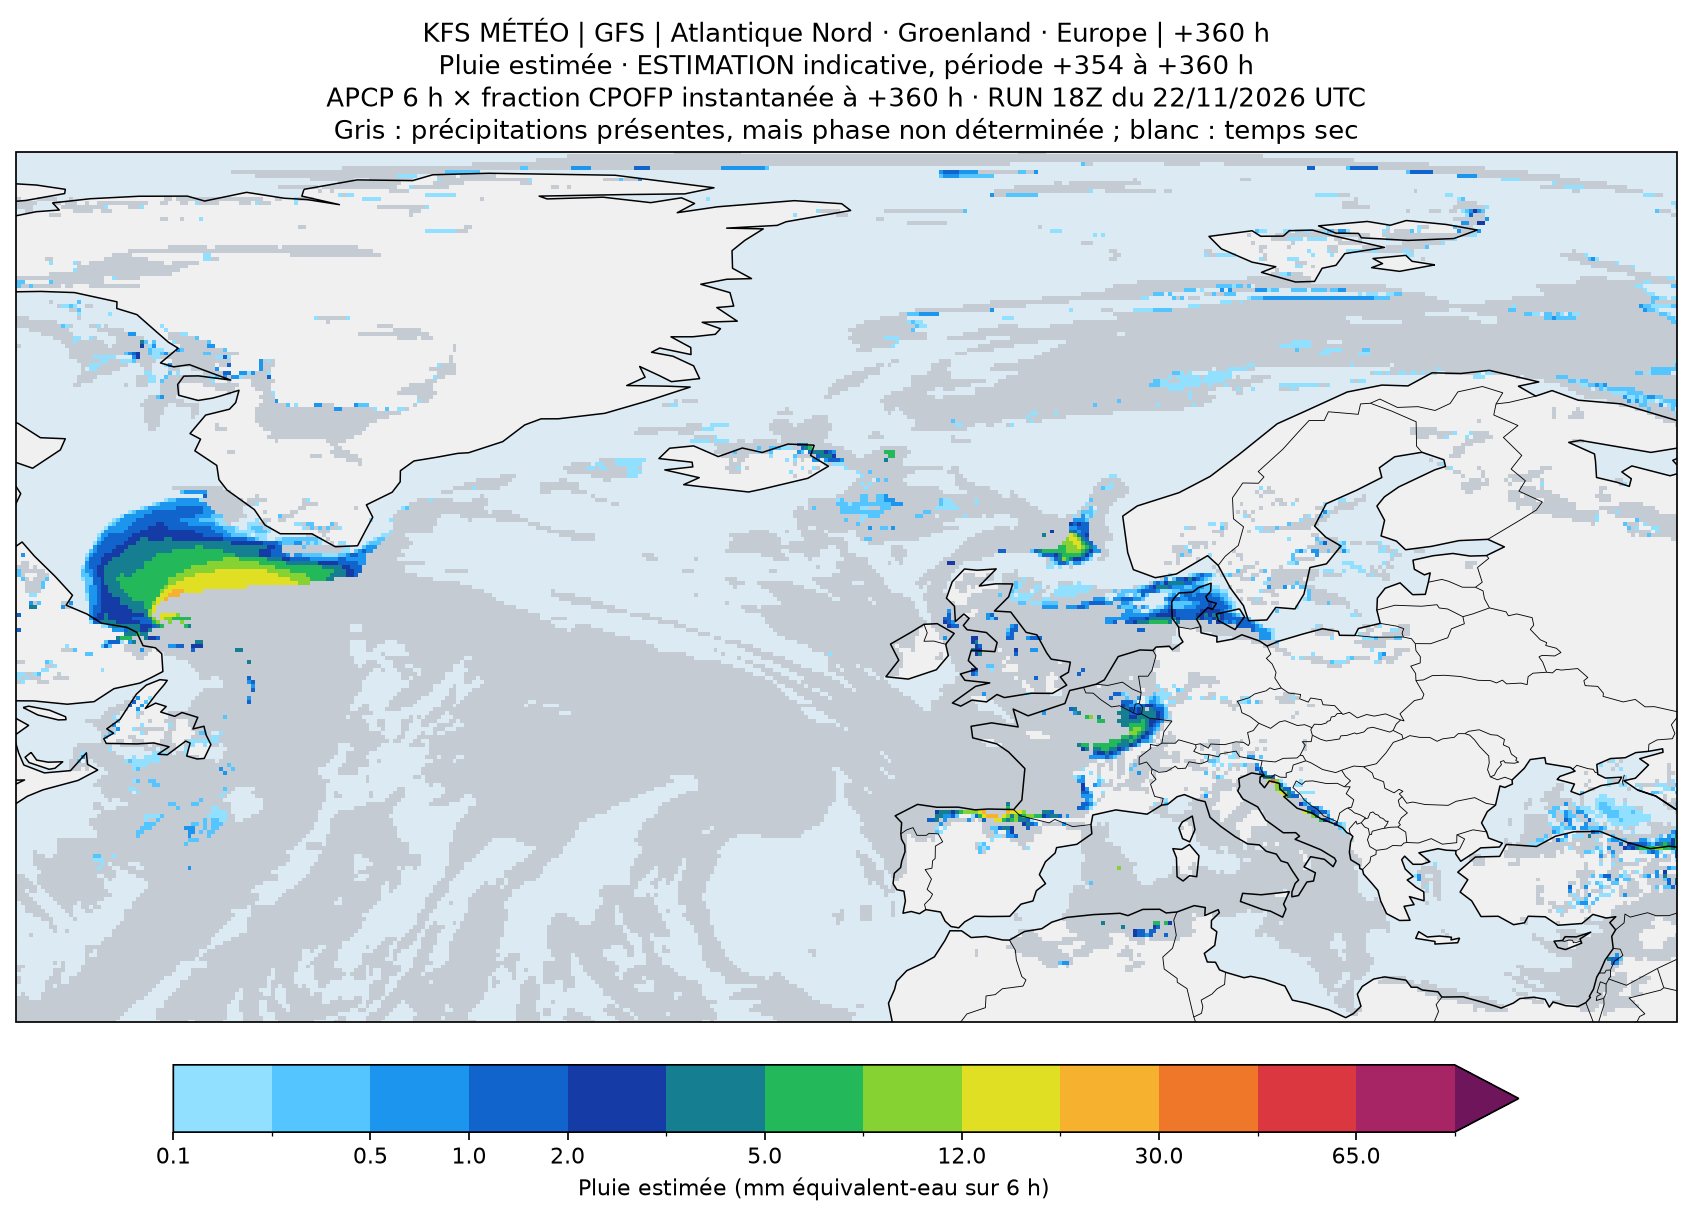 KFS MÉTÉO | GFS | Atlantique Nord · Groenland · Europe | +360 h
Pluie estimée · ESTIMATION indicative, période +354 à +360 h
APCP 6 h × fraction CPOFP instantanée à +360 h · RUN 18Z du 22/11/2026 UTC
Gris : précipitations présentes, mais phase non déterminée ; blanc : temps sec
0.1 0.5 1.0 2.0 5.0 12.0 30.0 65.0
Pluie estimée (mm équivalent-eau sur 6 h)